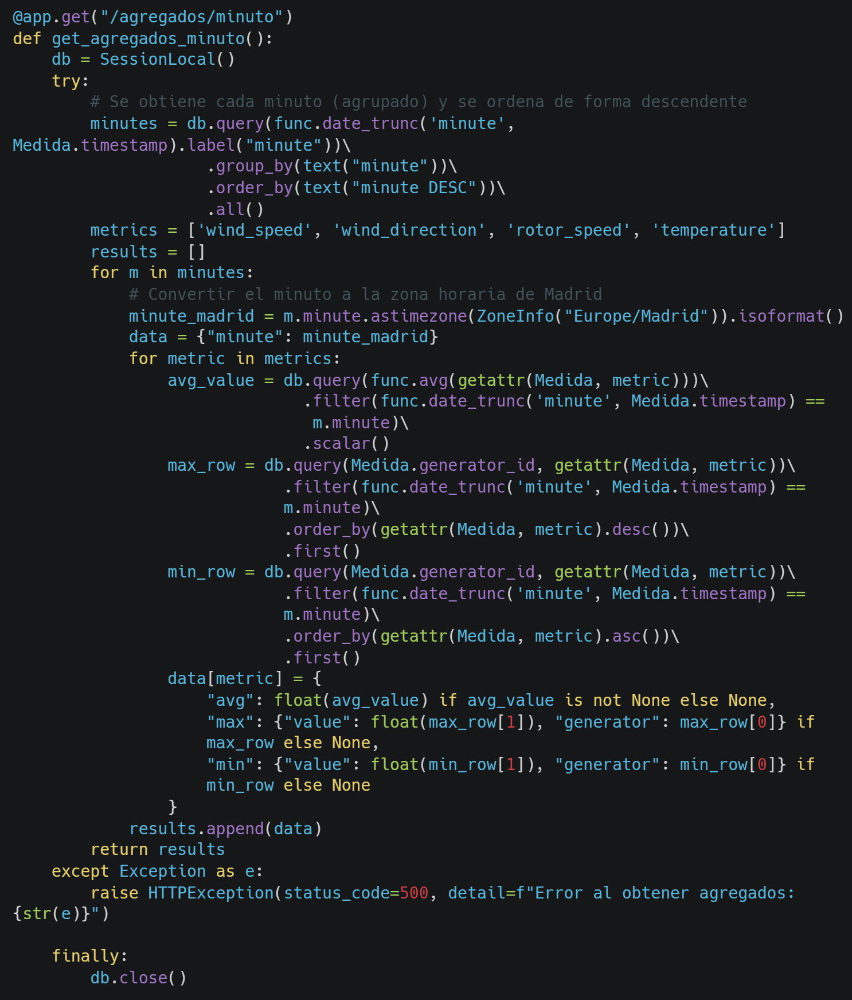 @app.get("/agregados/minuto")
def get_agregados_minuto():
    db = SessionLocal()
    try:
        # Se obtiene cada minuto (agrupado) y se ordena de forma descendente
        minutes = db.query(func.date_trunc('minute',
Medida.timestamp).label("minute"))\
                    .group_by(text("minute"))\
                    .order_by(text("minute DESC"))\
                    .all()
        metrics = ['wind_speed', 'wind_direction', 'rotor_speed', 'temperature']
        results = []
        for m in minutes:
            # Convertir el minuto a la zona horaria de Madrid
            minute_madrid = m.minute.astimezone(ZoneInfo("Europe/Madrid")).isoformat()
            data = {"minute": minute_madrid}
            for metric in metrics:
                avg_value = db.query(func.avg(getattr(Medida, metric)))\
                              .filter(func.date_trunc('minute', Medida.timestamp) ==
                               m.minute)\
                              .scalar()
                max_row = db.query(Medida.generator_id, getattr(Medida, metric))\
                            .filter(func.date_trunc('minute', Medida.timestamp) ==
                            m.minute)\
                            .order_by(getattr(Medida, metric).desc())\
                            .first()
                min_row = db.query(Medida.generator_id, getattr(Medida, metric))\
                            .filter(func.date_trunc('minute', Medida.timestamp) ==
                            m.minute)\
                            .order_by(getattr(Medida, metric).asc())\
                            .first()
                data[metric] = {
                    "avg": float(avg_value) if avg_value is not None else None,
                    "max": {"value": float(max_row[1]), "generator": max_row[0]} if
                    max_row else None,
                    "min": {"value": float(min_row[1]), "generator": min_row[0]} if
                    min_row else None
                }
            results.append(data)
        return results
    except Exception as e:
        raise HTTPException(status_code=500, detail=f"Error al obtener agregados:
{str(e)}")

    finally:
        db.close()